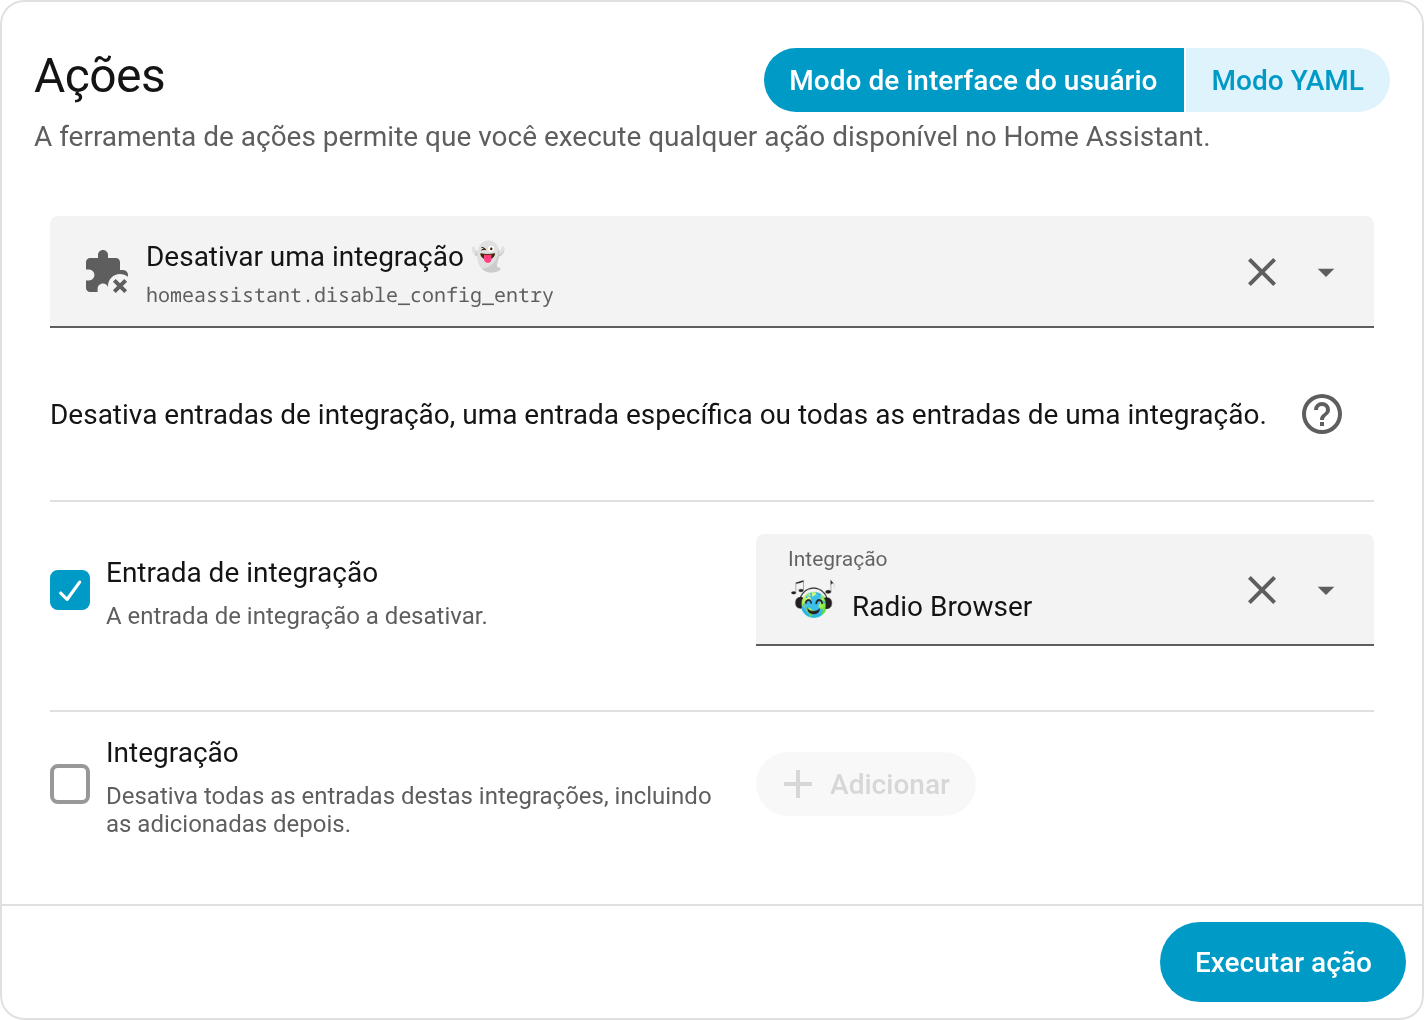 Ações
Modo de interface do usuário
Modo YAML
A ferramenta de ações permite que você execute qualquer ação disponível no Home Assistant.
Desativar uma integração 👻
homeassistant.disable_config_entry
Desativa entradas de integração, uma entrada específica ou todas as entradas de uma integração.
Entrada de integração
A entrada de integração a desativar.
Integração
Radio Browser
Integração
Desativa todas as entradas destas integrações, incluindo
as adicionadas depois.
Adicionar
Executar ação